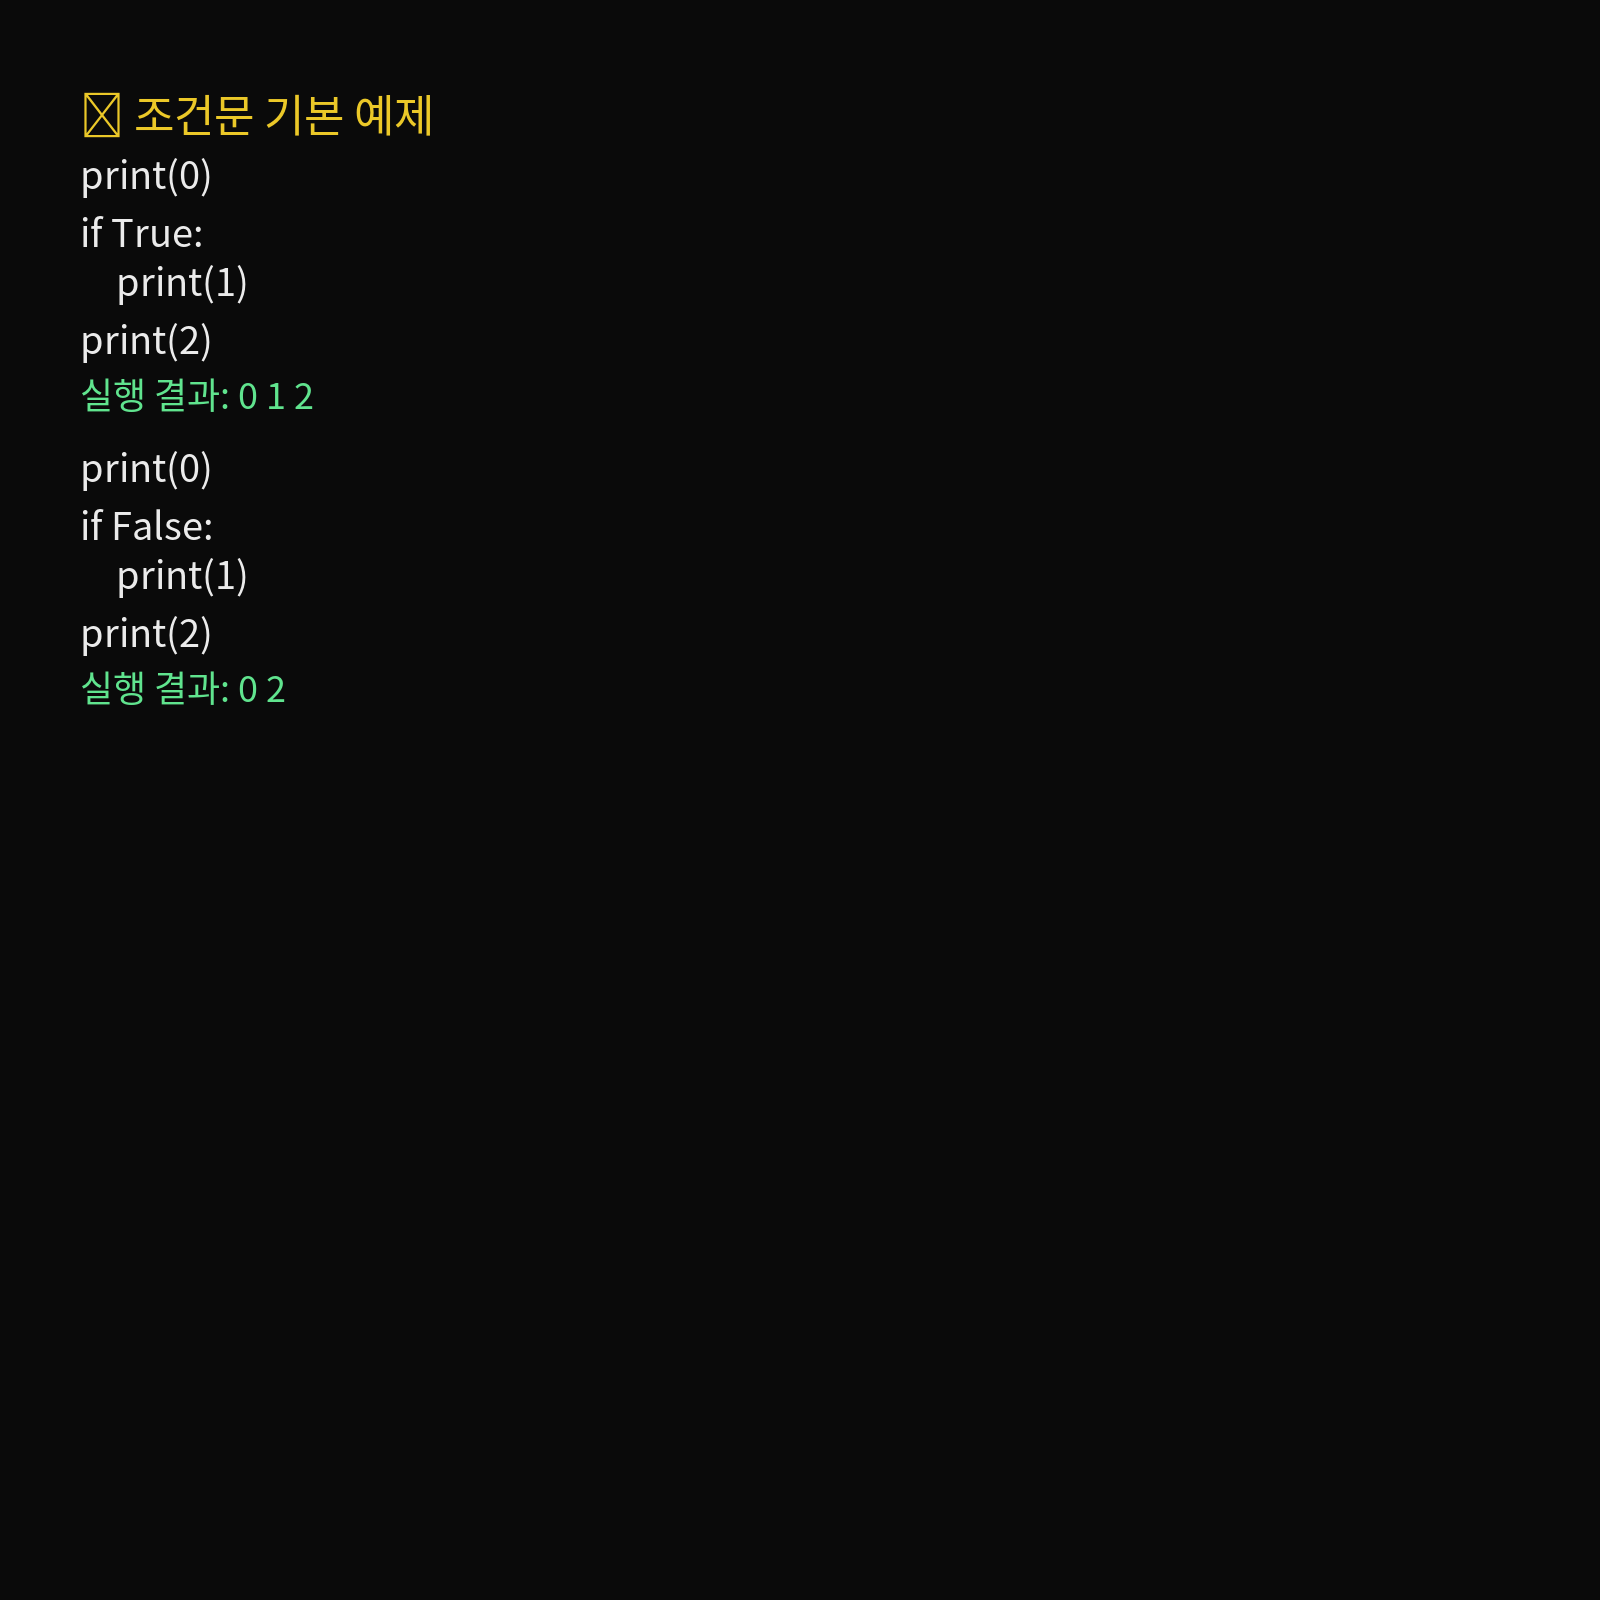 조건문 기본 예제
print(0)
if True:
    print(1)
print(2)
실행 결과: 0 1 2
print(0)
if False:
    print(1)
print(2)
실행 결과: 0 2